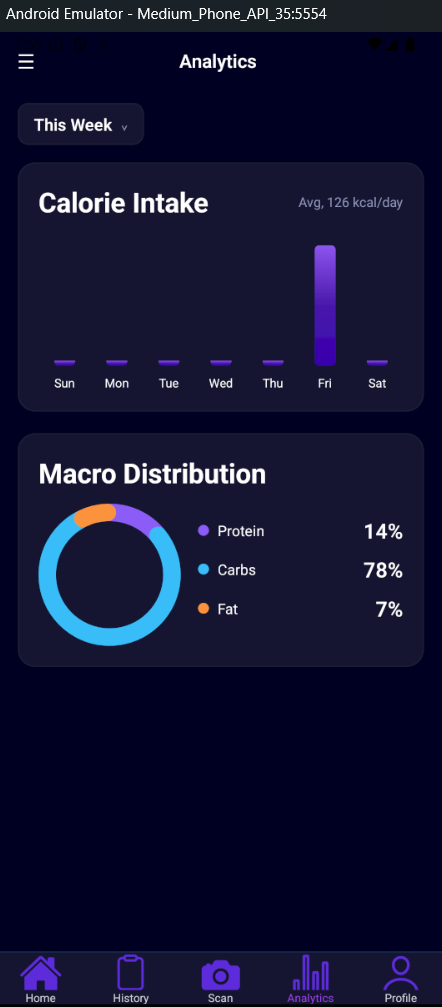 Android Emulator - Medium_Phone_API_35:5554
Analytics
This Week
Calorie Intake
Avg, 126 kcal/day
Sun Mon Tue Wed Thu Fri Sat
Macro Distribution
Protein 14%
Carbs 78%
Fat 7%
Home History Scan Analytics Profile